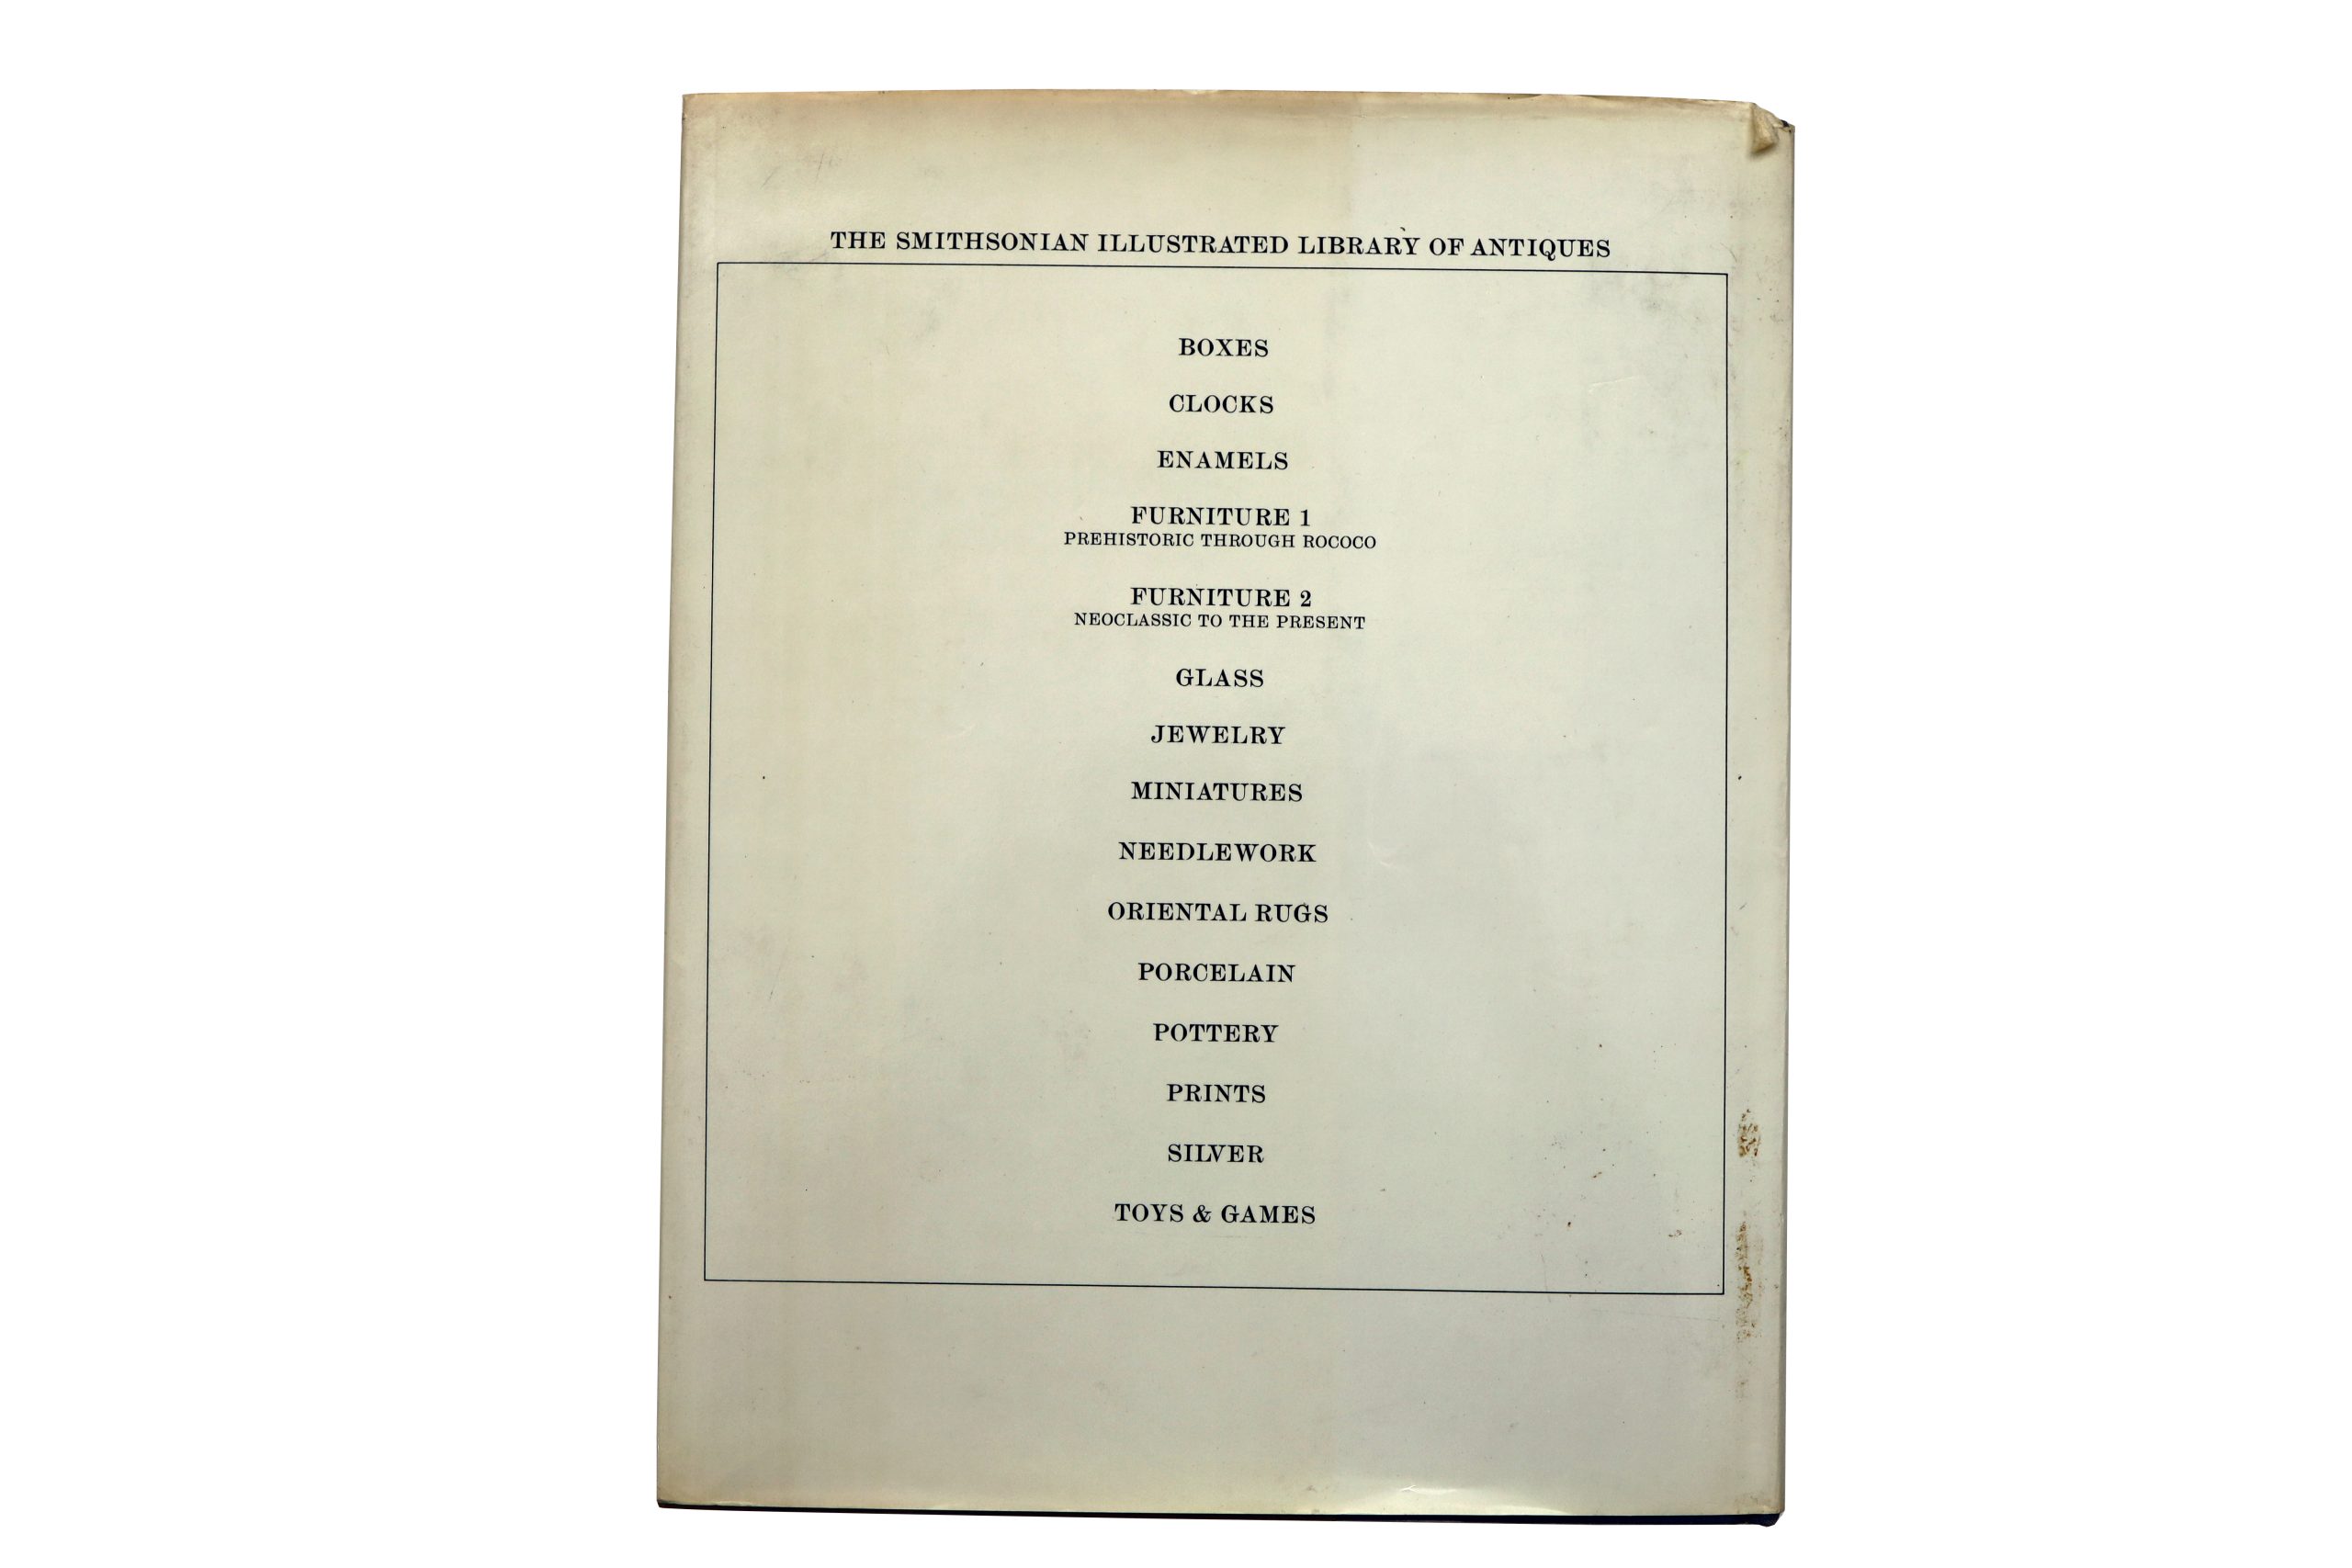 THE SMITHSONIAN ILLUSTRATED LIBRARY OF ANTIQUES
BOXES
CLOCKS
ENAMELS
FURNITURE 1
PREHISTORIC THROUGH ROCOCO
FURNITURE 2
NEOCLASSIC TO THE PRESENT
GLASS
JEWELRY
MINIATURES
NEEDLEWORK
ORIENTAL RUGS
PORCELAIN
POTTERY
PRINTS
SILVER
TOYS & GAMES